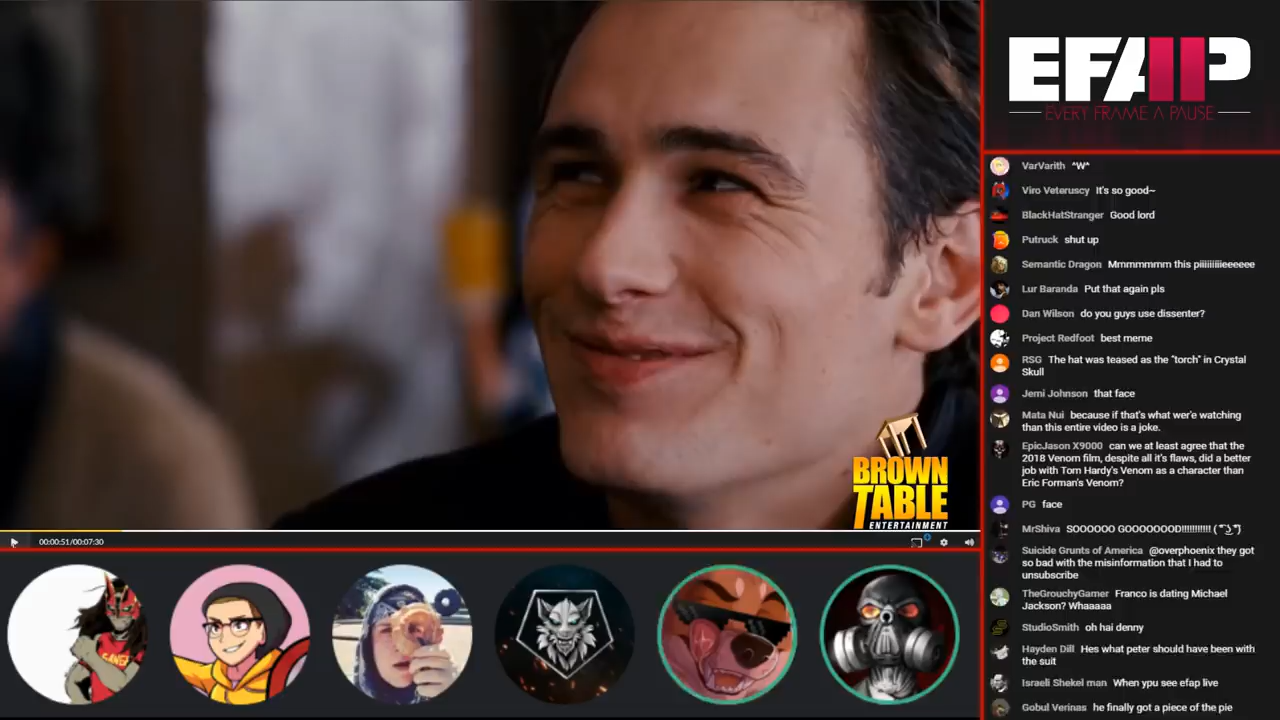 EFAP
EVERY FRAME A PAUSE
VarVarith ^W^
Viro Veteruscy It's so good~
BlackHatStranger Good lord
Putruck shut up
Semantic Dragon Mmmmmmm this piiiiiiiieeeeee
Lur Baranda Put that again pls
Dan Wilson do you guys use dissenter?
Project Redfoot best meme
RSG The hat was teased as the "torch" in Crystal
Skull
Jemi Johnson that face
Mata Nui because if that's what wer'e watching
than this entire video is a joke.
EpicJason X9000 can we at least agree that the
2018 Venom film, despite all it's flaws, did a better
job with Tom Hardy's Venom as a character than
Eric Forman's Venom?
PG face
MrShiva SOOOOOO GOOOOOOOD!!!!!!!!!!!! ( ͡° ͜ʖ ͡°)
Suicide Grunts of America @overphoenix they got
so bad with the misinformation that I had to
unsubscribe
TheGrouchyGamer Franco is dating Michael
Jackson? Whaaaaa
StudioSmith oh hai denny
Hayden Dill Hes what peter should have been with
the suit
Israeli Shekel man When ypu see efap live
Gobul Verinas he finally got a piece of the pie
BROWN
TABLE
ENTERTAINMENT
00:00:51/00:07:30